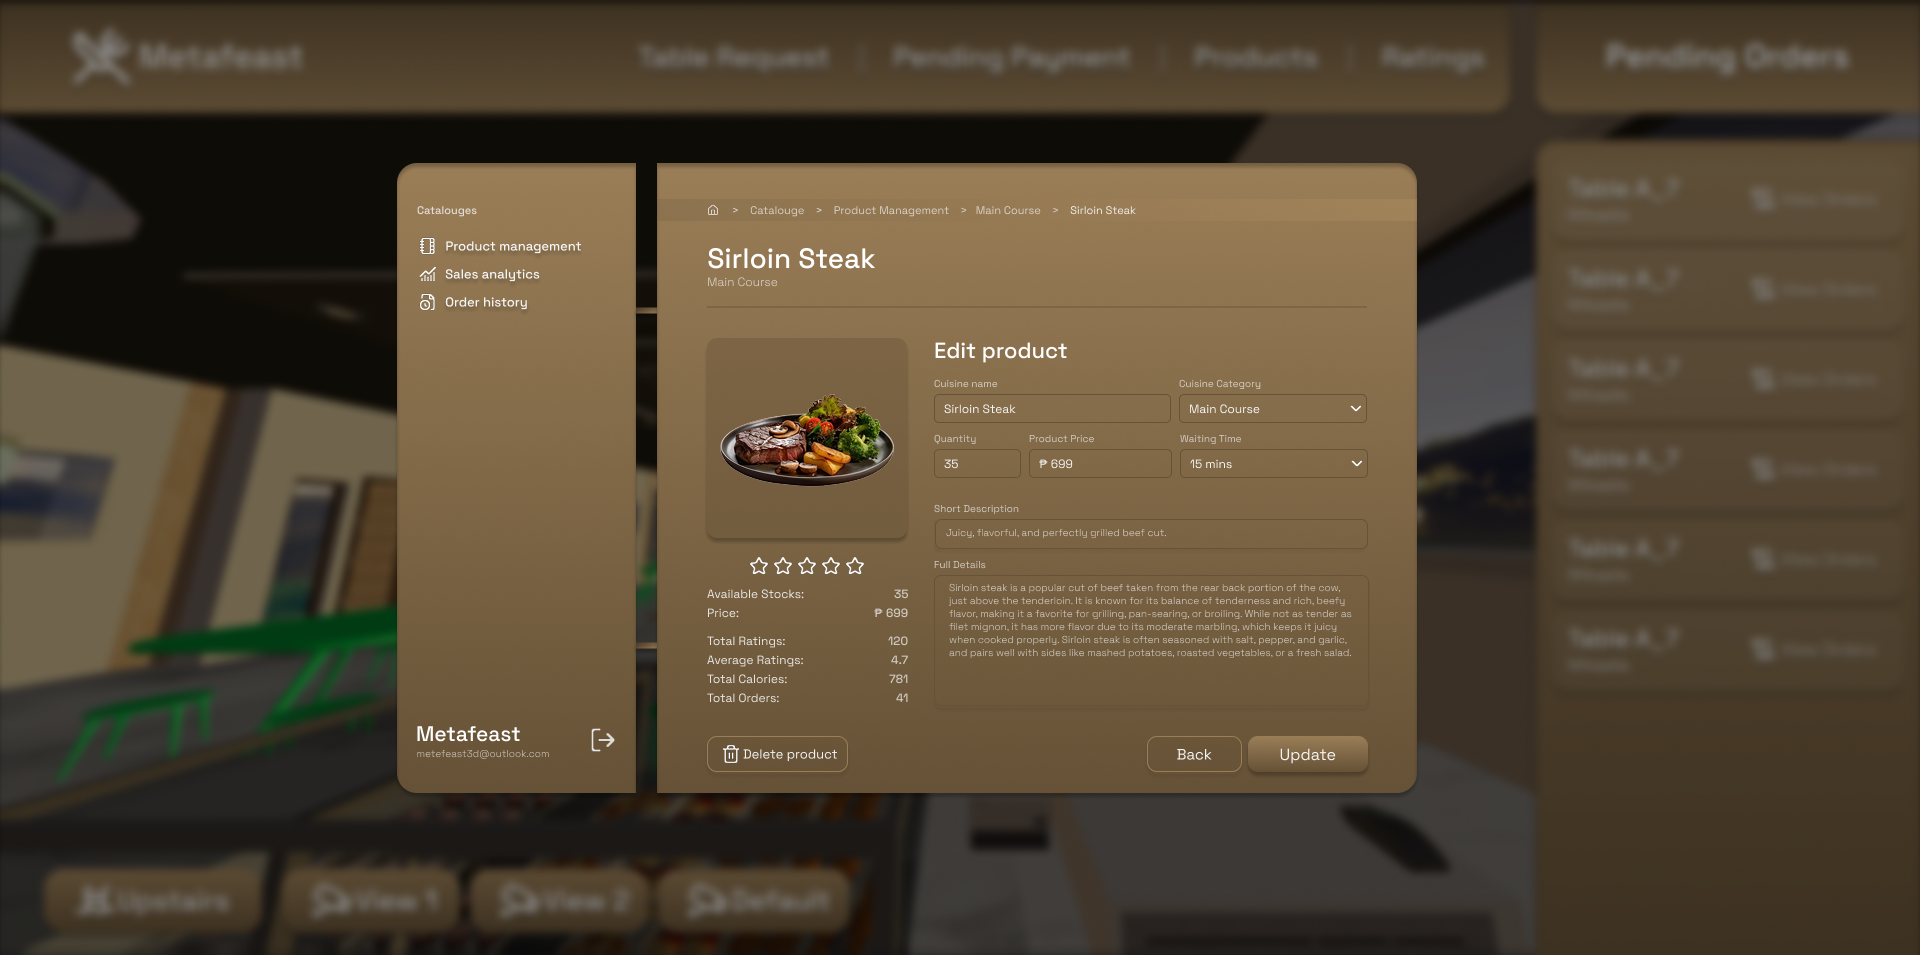 Metafeast
Table Request | Pending Payment | Products | Ratings
Pending Orders
Catalouges
Product management
Sales analytics
Order history
Metafeast
metefeast3d@outlook.com
> Catalouge > Product Management > Main Course > Sirloin Steak
Sirloin Steak
Main Course
Available Stocks: 35
Price: ₱ 699
Total Ratings: 120
Average Ratings: 4.7
Total Calories: 781
Total Orders: 41
Delete product
Edit product
Cuisine name
Cuisine Category
Sirloin Steak
Main Course
Quantity
Product Price
Waiting Time
35
₱ 699
15 mins
Short Description
Juicy, flavorful, and perfectly grilled beef cut.
Full Details
Sirloin steak is a popular cut of beef taken from the rear back portion of the cow,
just above the tenderloin. It is known for its balance of tenderness and rich, beefy
flavor, making it a favorite for grilling, pan-searing, or broiling. While not as tender as
filet mignon, it has more flavor due to its moderate marbling, which keeps it juicy
when cooked properly. Sirloin steak is often seasoned with salt, pepper, and garlic,
and pairs well with sides like mashed potatoes, roasted vegetables, or a fresh salad.
Back
Update
Table A_7
View Orders
Table A_7
View Orders
Table A_7
View Orders
Table A_7
View Orders
Table A_7
View Orders
Table A_7
View Orders
Upstairs
View 1
View 2
Default